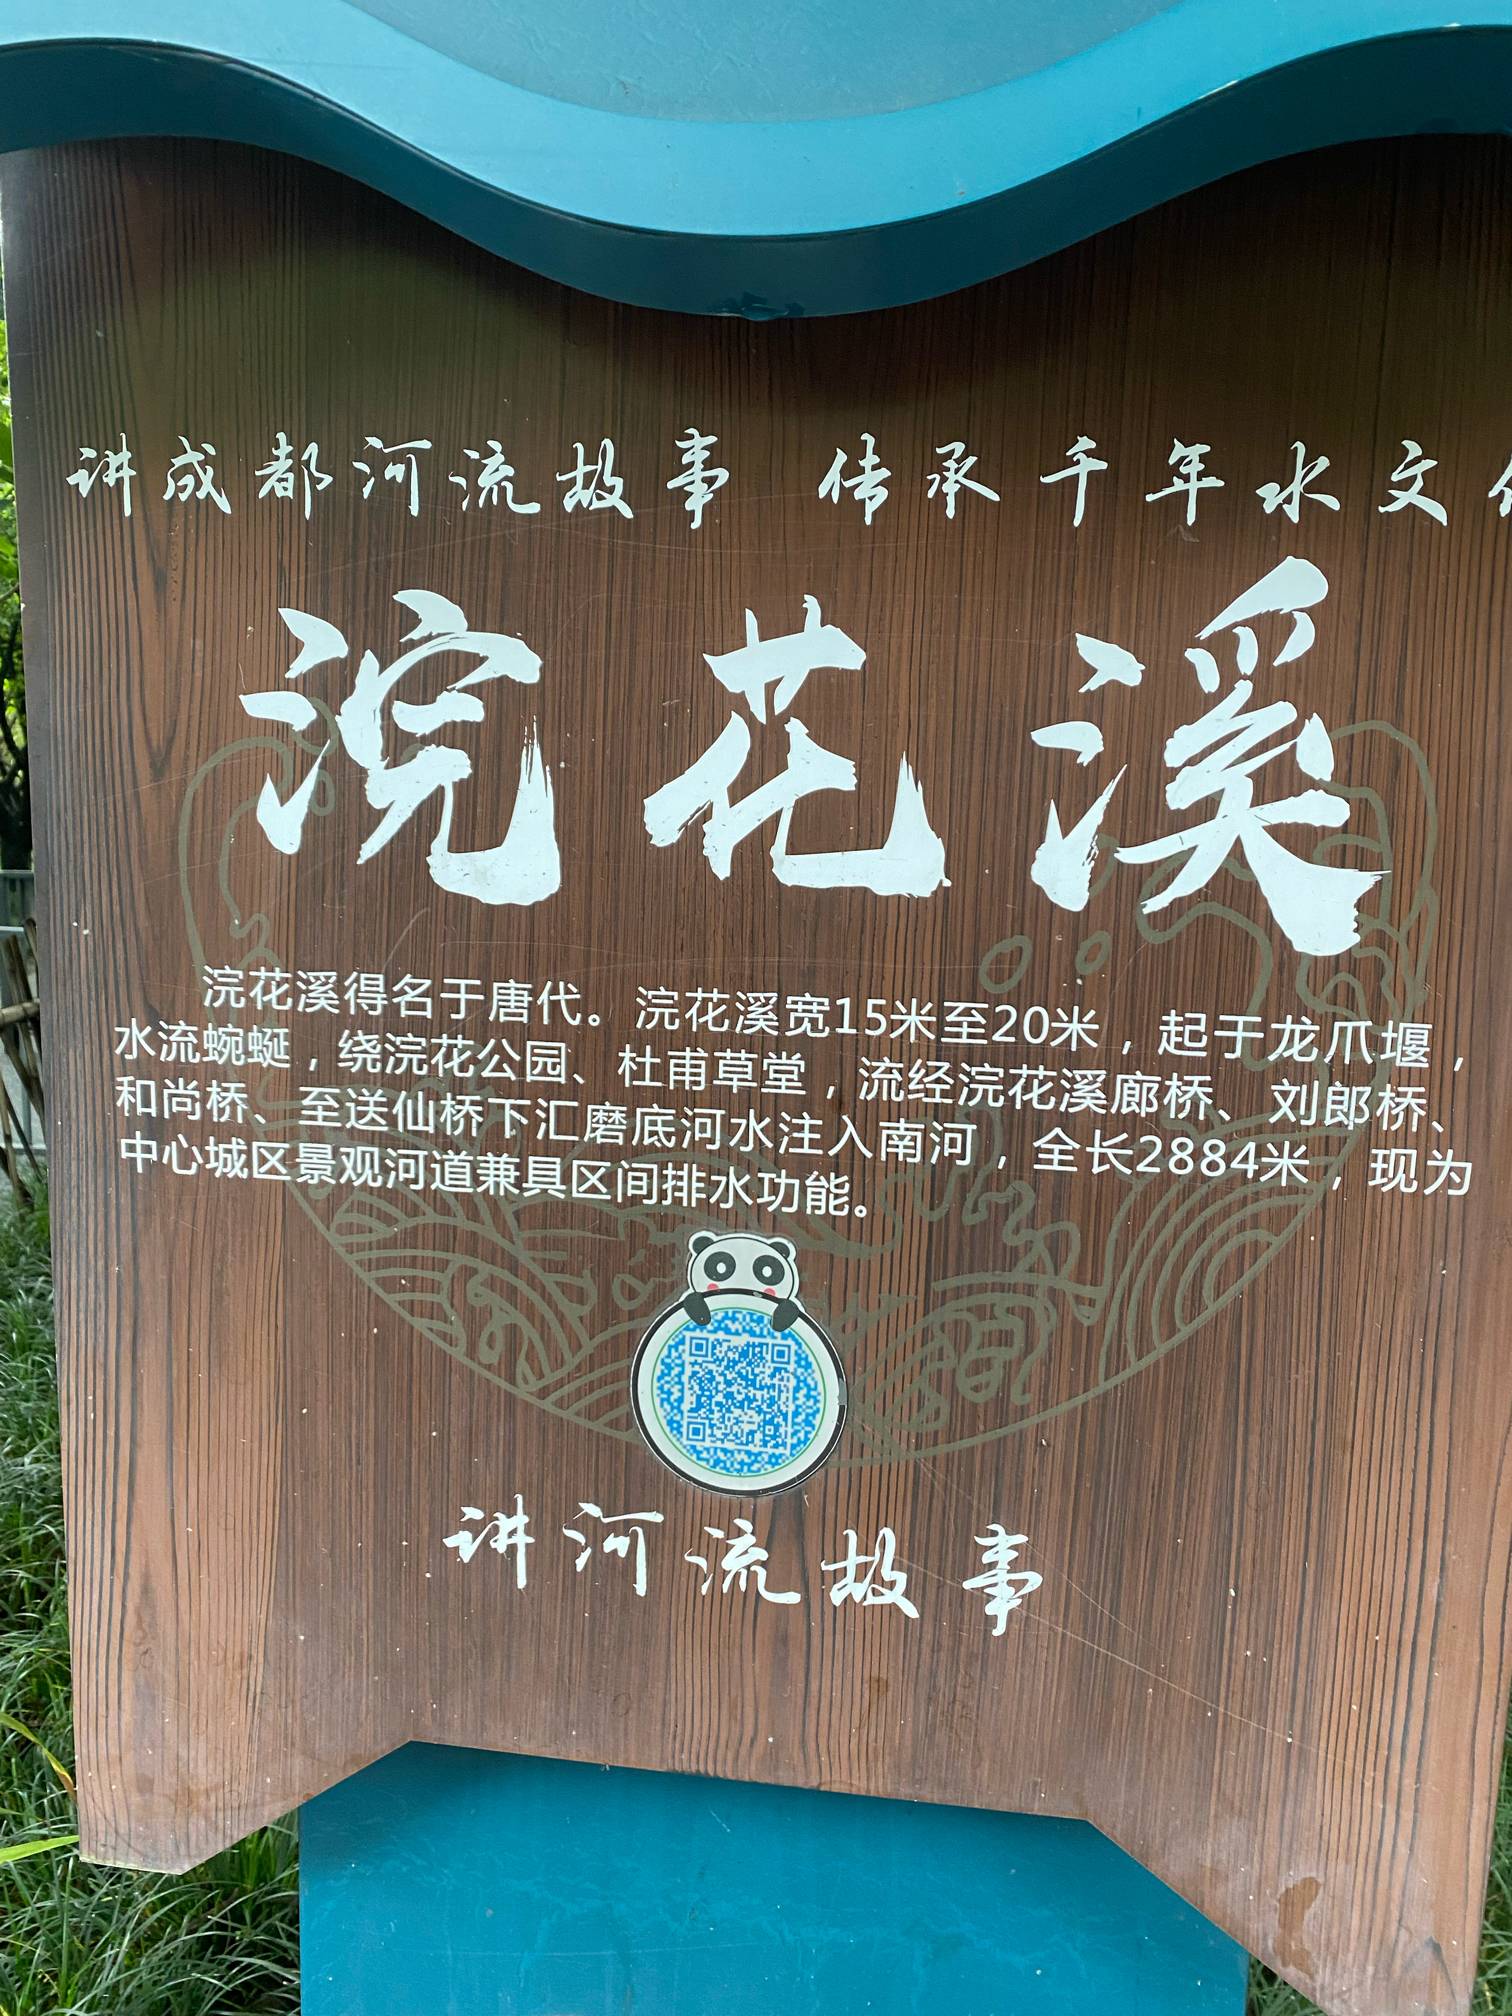 讲成都河流故事 传承千年水文
浣花溪
浣花溪得名于唐代。浣花溪宽15米至20米，起于龙爪堰，
水流蜿蜒，绕浣花公园、杜甫草堂，流经浣花溪廊桥、刘郎桥、
和尚桥、至送仙桥下汇磨底河水注入南河，全长2884米，现为
中心城区景观河道兼具区间排水功能。
讲河流故事